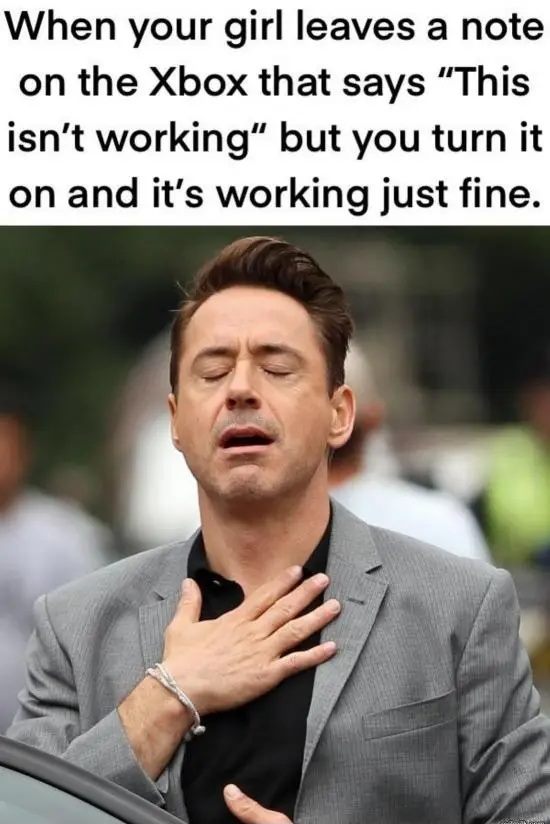 When your girl leaves a note
on the Xbox that says “This
isn’t working“ but you turn it
on and it’s working just fine.